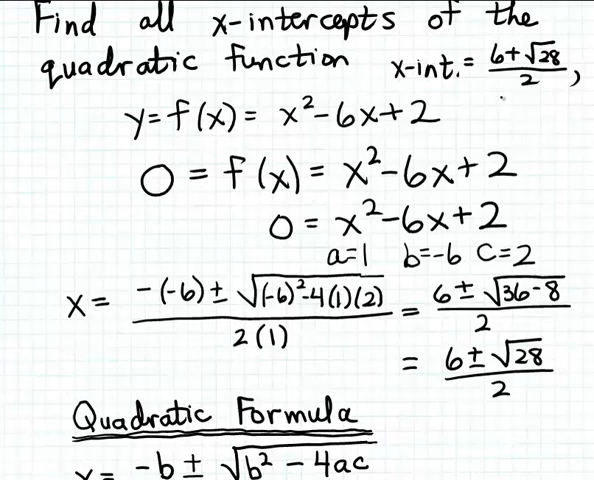 Find all x-intercepts of the
quadratic function x-int. = (6+√28)/2 ,
y=f(x)= x²-6x+2
0 = f(x) = x²-6x+2
0 = x²-6x+2
a=1 b=-6 C=2
x = (-(-6) ± √((-6)²-4(1)(2)))/(2(1)) = (6 ± √(36-8))/2
= (6 ± √28)/2
Quadratic Formula
x = -b ± √(b² - 4ac)